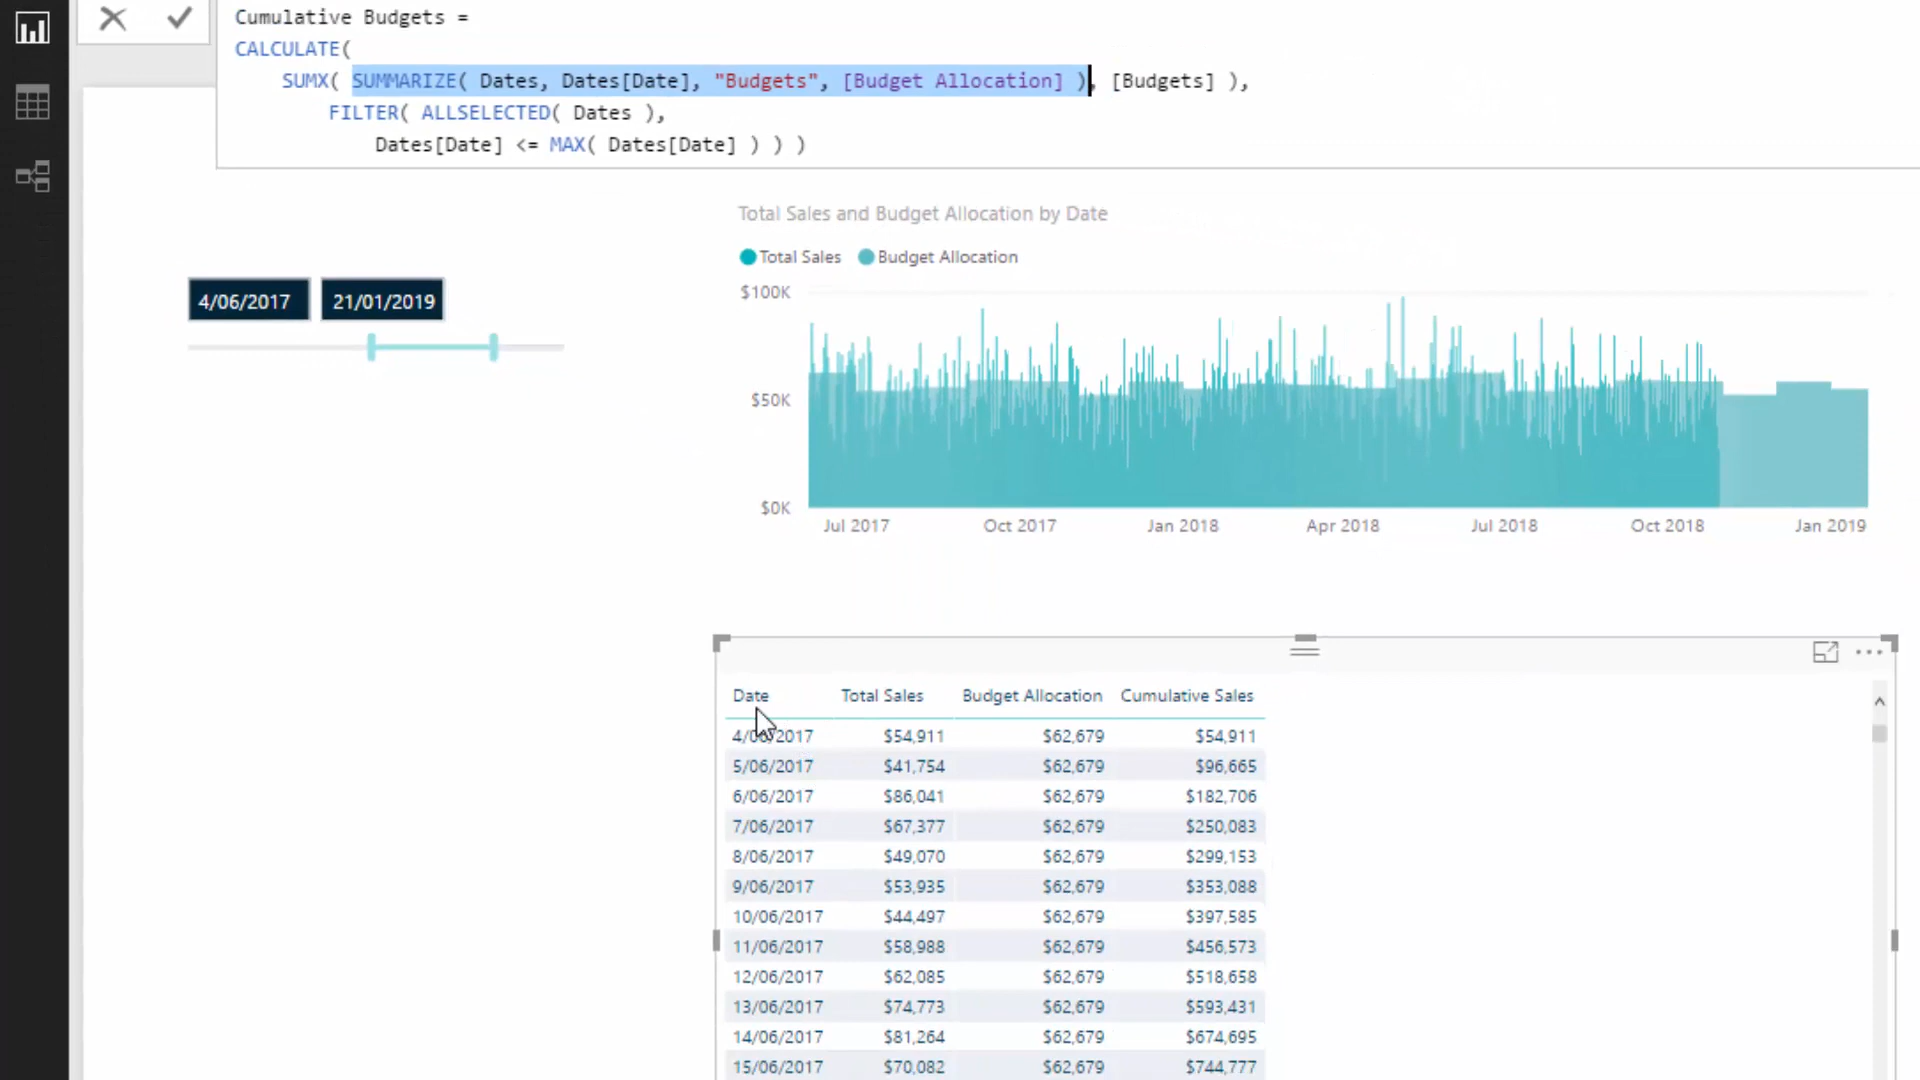 Cumulative Budgets =
CALCULATE(
SUMX( SUMMARIZE( Dates, Dates[Date], "Budgets", [Budget Allocation] ), [Budgets] ),
FILTER( ALLSELECTED( Dates ),
Dates[Date] <= MAX( Dates[Date] ) ) )
Total Sales and Budget Allocation by Date
Total Sales Budget Allocation
4/06/2017 21/01/2019
$100K
$50K
$0K
Jul 2017 Oct 2017 Jan 2018 Apr 2018 Jul 2018 Oct 2018 Jan 2019
Date Total Sales Budget Allocation Cumulative Sales
4/06/2017 $54,911 $62,679 $54,911
5/06/2017 $41,754 $62,679 $96,665
6/06/2017 $86,041 $62,679 $182,706
7/06/2017 $67,377 $62,679 $250,083
8/06/2017 $49,070 $62,679 $299,153
9/06/2017 $53,935 $62,679 $353,088
10/06/2017 $44,497 $62,679 $397,585
11/06/2017 $58,988 $62,679 $456,573
12/06/2017 $62,085 $62,679 $518,658
13/06/2017 $74,773 $62,679 $593,431
14/06/2017 $81,264 $62,679 $674,695
15/06/2017 $70,082 $62,679 $744,777